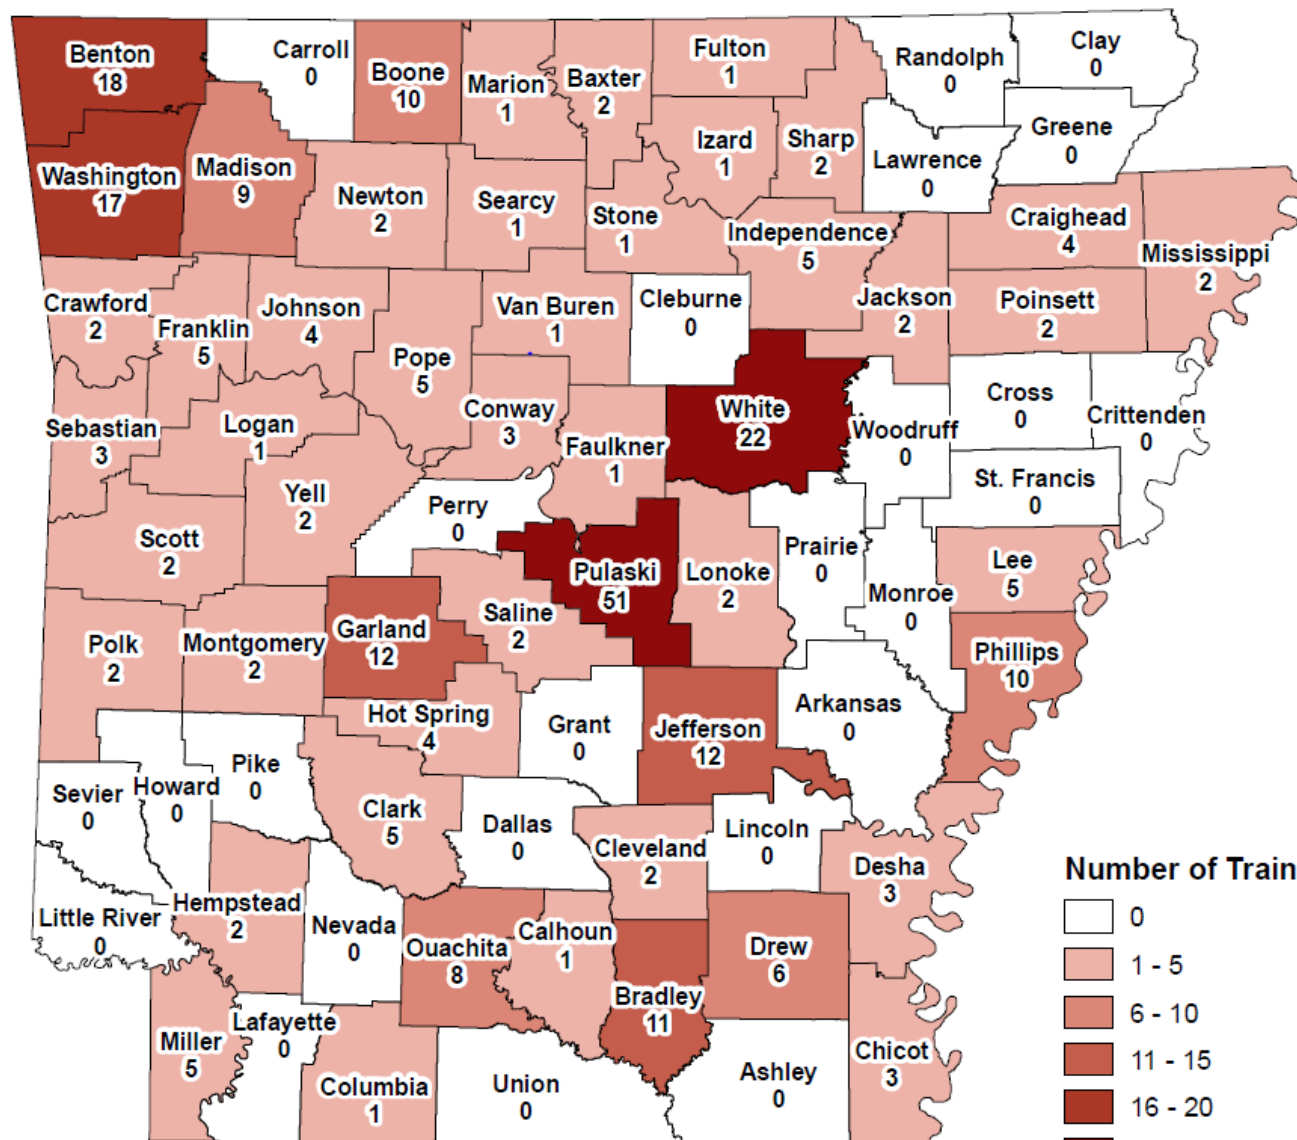 Benton
18
Carroll
0
Boone
10
Marion
1
Baxter
2
Fulton
1
Randolph
0
Clay
0
Washington
17
Madison
9
Newton
2
Searcy
1
Stone
1
Izard
1
Sharp
2
Lawrence
0
Greene
0
Independence
5
Craighead
4
Mississippi
2
Crawford
2
Franklin
5
Johnson
4
Pope
5
Van Buren
1
Cleburne
0
Jackson
2
Poinsett
2
Sebastian
3
Logan
1
Conway
3
Faulkner
1
White
22
Woodruff
0
Cross
0
Crittenden
0
St. Francis
0
Scott
2
Yell
2
Perry
0
Pulaski
51
Lonoke
2
Prairie
0
Monroe
0
Lee
5
Polk
2
Montgomery
2
Garland
12
Saline
2
Phillips
10
Hot Spring
4
Grant
0
Jefferson
12
Arkansas
0
Sevier
0
Howard
0
Pike
0
Clark
5
Dallas
0
Cleveland
2
Lincoln
0
Desha
3
Little River
0
Hempstead
2
Nevada
0
Ouachita
8
Calhoun
1
Bradley
11
Drew
6
Miller
5
Lafayette
0
Columbia
1
Union
0
Ashley
0
Chicot
3
Number of Train
0
1 - 5
6 - 10
11 - 15
16 - 20